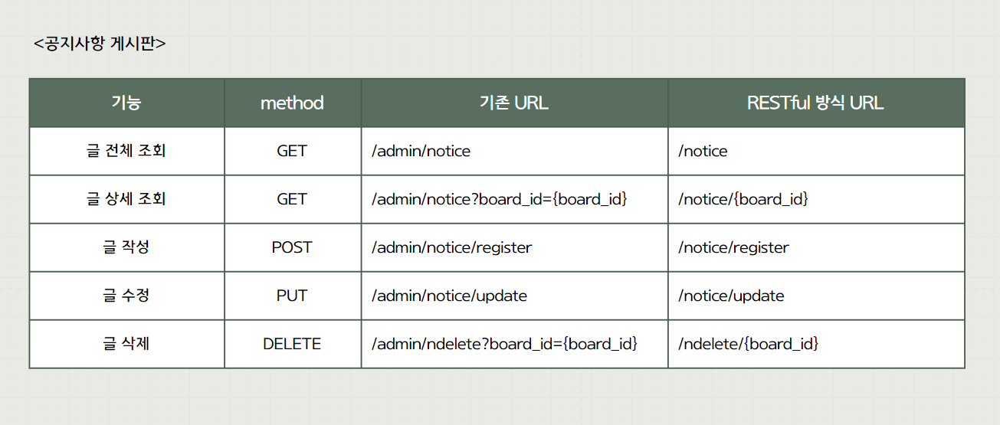 <공지사항 게시판>
기능 method 기존 URL RESTful 방식 URL
글 전체 조회 GET /admin/notice /notice
글 상세 조회 GET /admin/notice?board_id={board_id} /notice/{board_id}
글 작성 POST /admin/notice/register /notice/register
글 수정 PUT /admin/notice/update /notice/update
글 삭제 DELETE /admin/ndelete?board_id={board_id} /ndelete/{board_id}